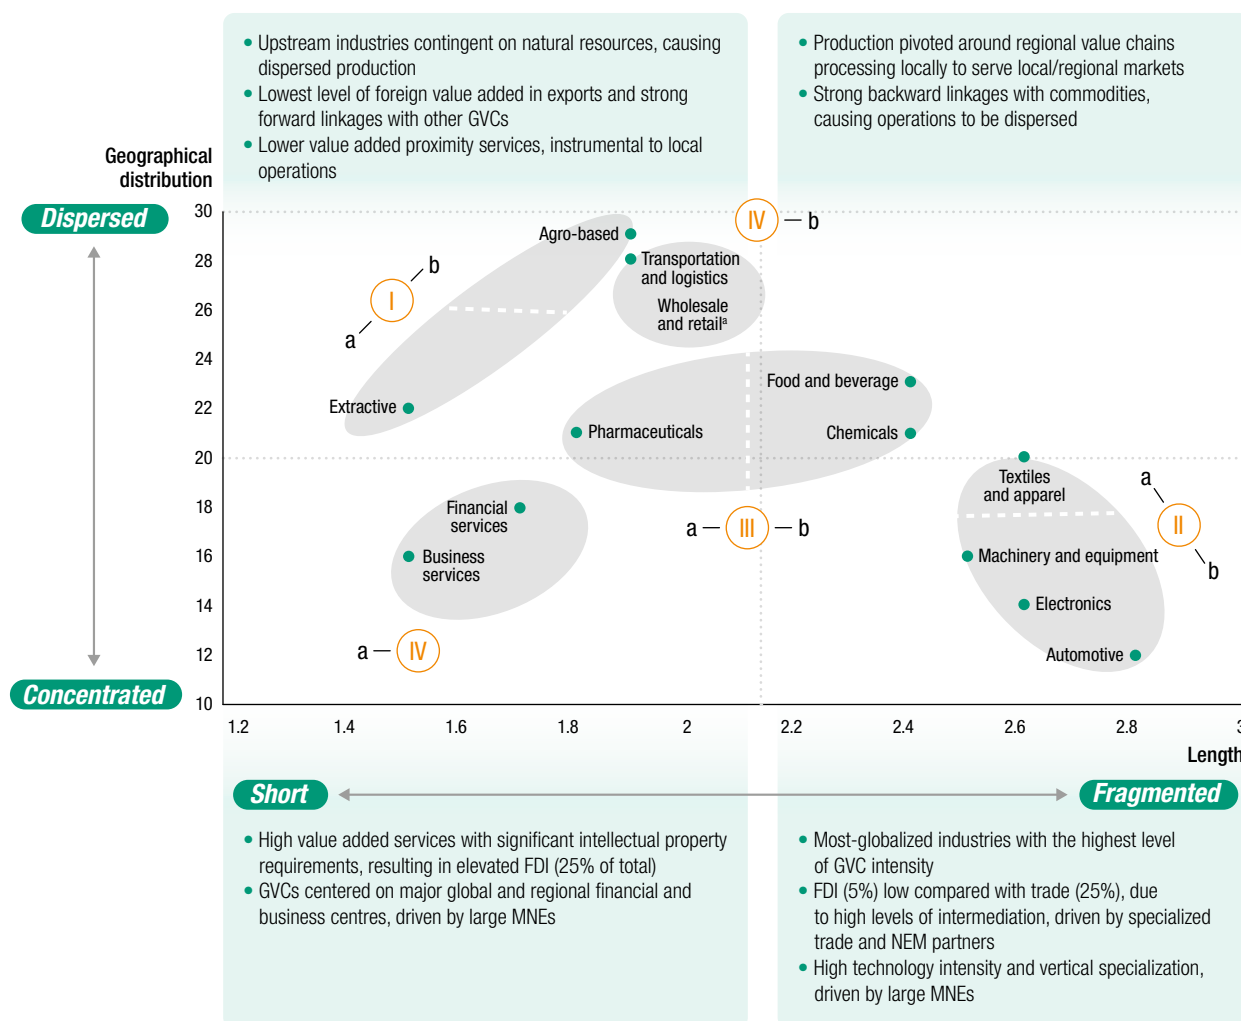 • Upstream industries contingent on natural resources, causing
dispersed production
• Lowest level of foreign value added in exports and strong
forward linkages with other GVCs
• Lower value added proximity services, instrumental to local
operations
• Production pivoted around regional value chains
processing locally to serve local/regional markets
• Strong backward linkages with commodities,
causing operations to be dispersed
Geographical
distribution
Dispersed
Concentrated
30
28
26
24
22
20
18
16
14
12
10
Agro-based
Transportation
and logistics
Wholesale
and retailᵃ
IV
b
I
b
a
Extractive
Pharmaceuticals
Food and beverage
Chemicals
Financial
services
Business
services
a
IV
a
III
b
Textiles
and apparel
Machinery and equipment
Electronics
Automotive
a
II
b
1.2
1.4
1.6
1.8
2
2.2
2.4
2.6
2.8
3
Length
Short
Fragmented
• High value added services with significant intellectual property
requirements, resulting in elevated FDI (25% of total)
• GVCs centered on major global and regional financial and
business centres, driven by large MNEs
• Most-globalized industries with the highest level
of GVC intensity
• FDI (5%) low compared with trade (25%), due
to high levels of intermediation, driven by specialized
trade and NEM partners
• High technology intensity and vertical specialization,
driven by large MNEs